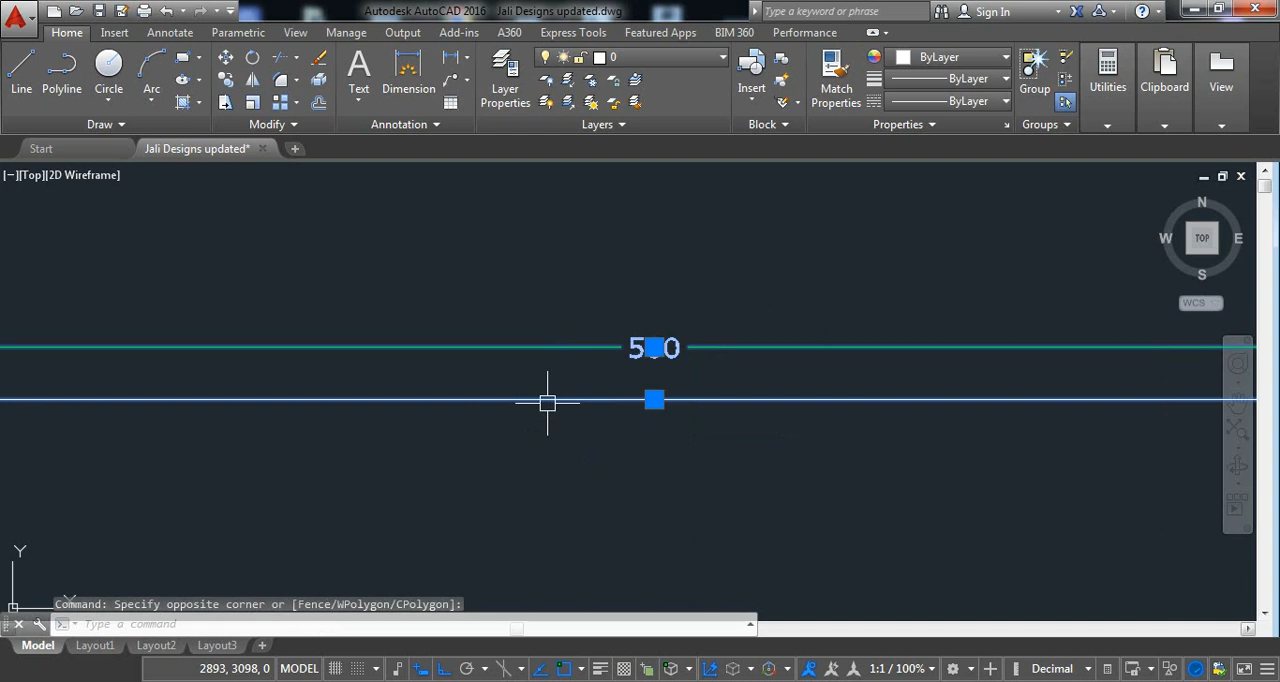 Autodesk AutoCAD 2016 Jali Designs updated.dwg
Type a keyword or phrase
Sign In
Home Insert Annotate Parametric View Manage Output Add-ins A360 Express Tools Featured Apps BIM 360 Performance
0
ByLayer
ByLayer
ByLayer
Line Polyline Circle Arc Text Dimension Layer Properties Insert Match Properties Group Utilities Clipboard View
Draw Modify Annotation Layers Block Properties Groups
Start Jali Designs updated*
[−][Top][2D Wireframe]
N
W TOP E
S
WCS
Y
X
Command: Specify opposite corner or [Fence/WPolygon/CPolygon]:
Type a command
Model Layout1 Layout2 Layout3
2893, 3098, 0 MODEL 1:1 / 100% Decimal